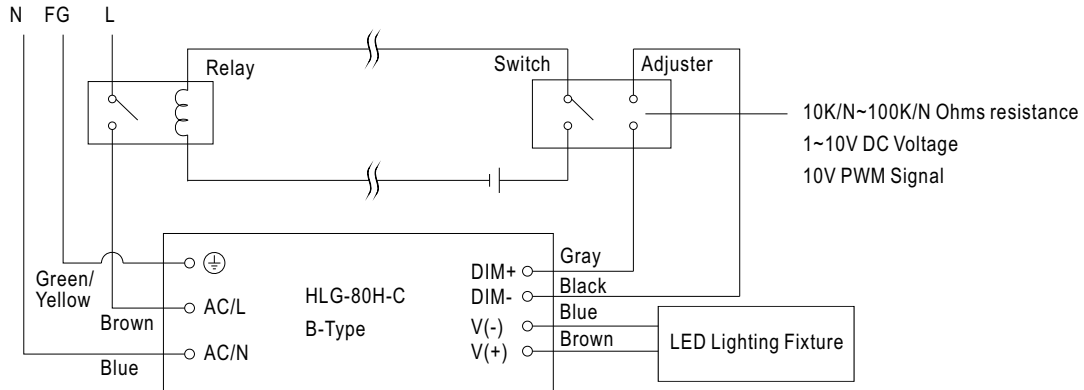 N FG L
Relay
Switch
Adjuster
10K/N~100K/N Ohms resistance
1~10V DC Voltage
10V PWM Signal
Green/
Yellow
Brown
Blue
AC/L
AC/N
HLG-80H-C
B-Type
DIM+
DIM-
V(-)
V(+)
Gray
Black
Blue
Brown
LED Lighting Fixture